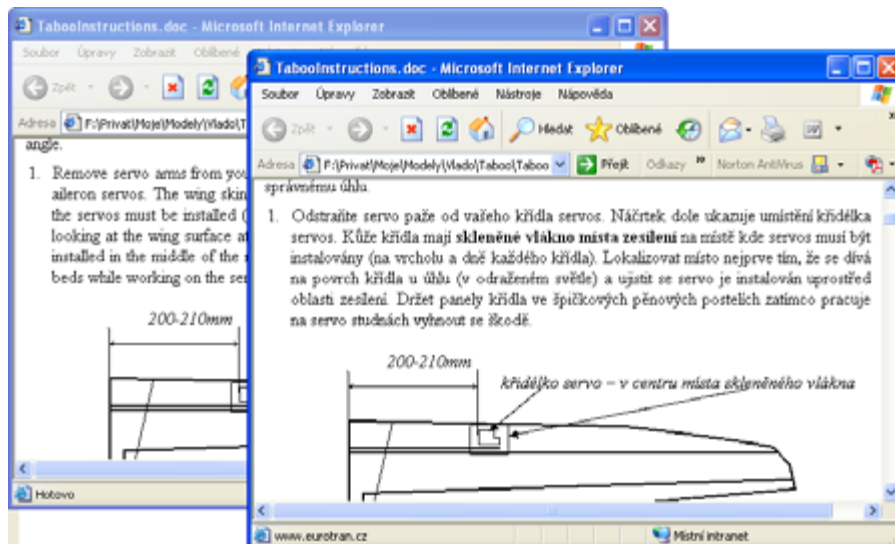 TabooInstructions.doc - Microsoft Internet Explorer
Soubor Úpravy Zobrazit Oblíbené
Zpět
Adresa F:\Privat\Moje\Modely\(Vlado\T
angle.
1. Remove servo arms from you
aileron servos. The wing skin
the servos must be installed (
looking at the wing surface at
installed in the middle of the
beds while working on the ser
200-210mm
Hotovo
TabooInstructions.doc - Microsoft Internet Explorer
Soubor Úpravy Zobrazit Oblíbené Nástroje Nápověda
Zpět Hledat Oblíbené
Adresa F:\Privat\Moje\Modely\Vlado\Taboo\Taboo Přejít Odkazy » Norton AntiVirus
správnému úhlu.
1. Odstraňte servo paže od vašeho křídla servos. Náčrtek dole ukazuje umístění křidélka
servos. Kůže křídla mají skleněné vlákno místa zesílení na místě kde servos musí být
instalovány (na vrcholu a dně každého křídla). Lokalizovat místo nejprve tím, že se dívá
na povrch křídla u úhlu (v odraženém světle) a ujistit se servo je instalován uprostřed
oblasti zesílení. Držet panely křídla ve špičkových pěnových postelích zatímco pracuje
na servo studnách vyhnout se škodě.
200-210mm
křidélko servo – v centru místa skleněného vlákna
www.eurotran.cz Místní intranet